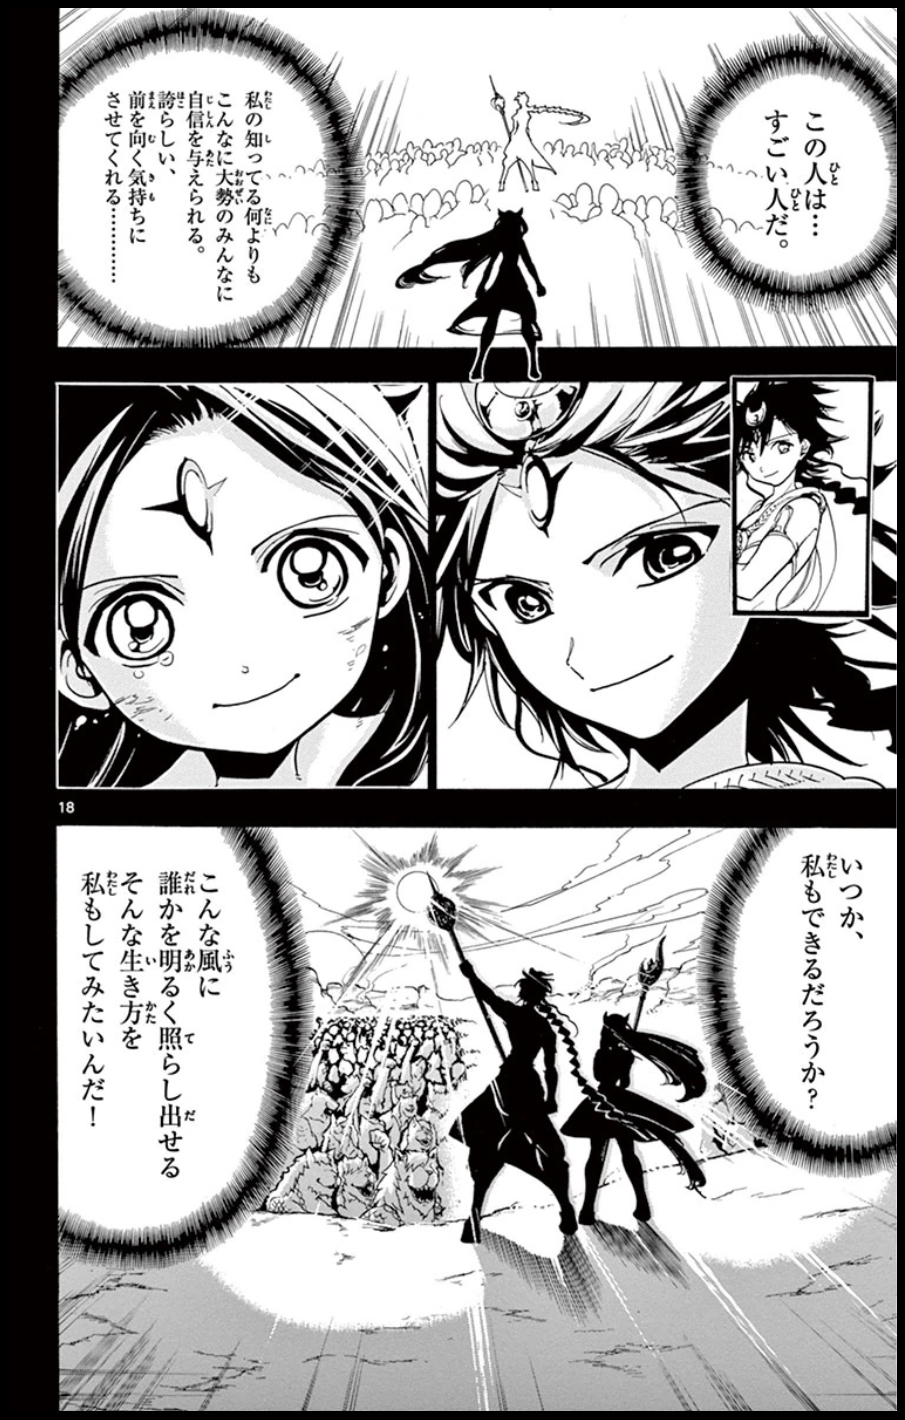 この人は…
すごい人だ。
私の知ってる何よりも
こんなに大勢のみんなに
自信を与えられる。
誇らしい、
前を向く気持ちに
させてくれる…………
18
いつか、
私もできるだろうか?
こんな風に
誰かを明るく照らし出せる
そんな生き方を
私もしてみたいんだ!